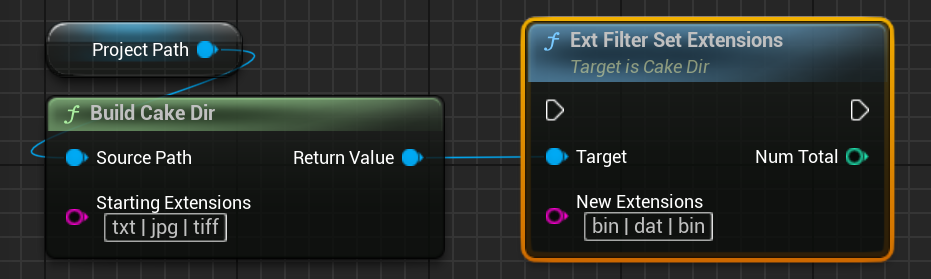 Project Path
f Build Cake Dir
Source Path
Return Value
Starting Extensions
txt | jpg | tiff
f Ext Filter Set Extensions
Target is Cake Dir
Target
Num Total
New Extensions
bin | dat | bin